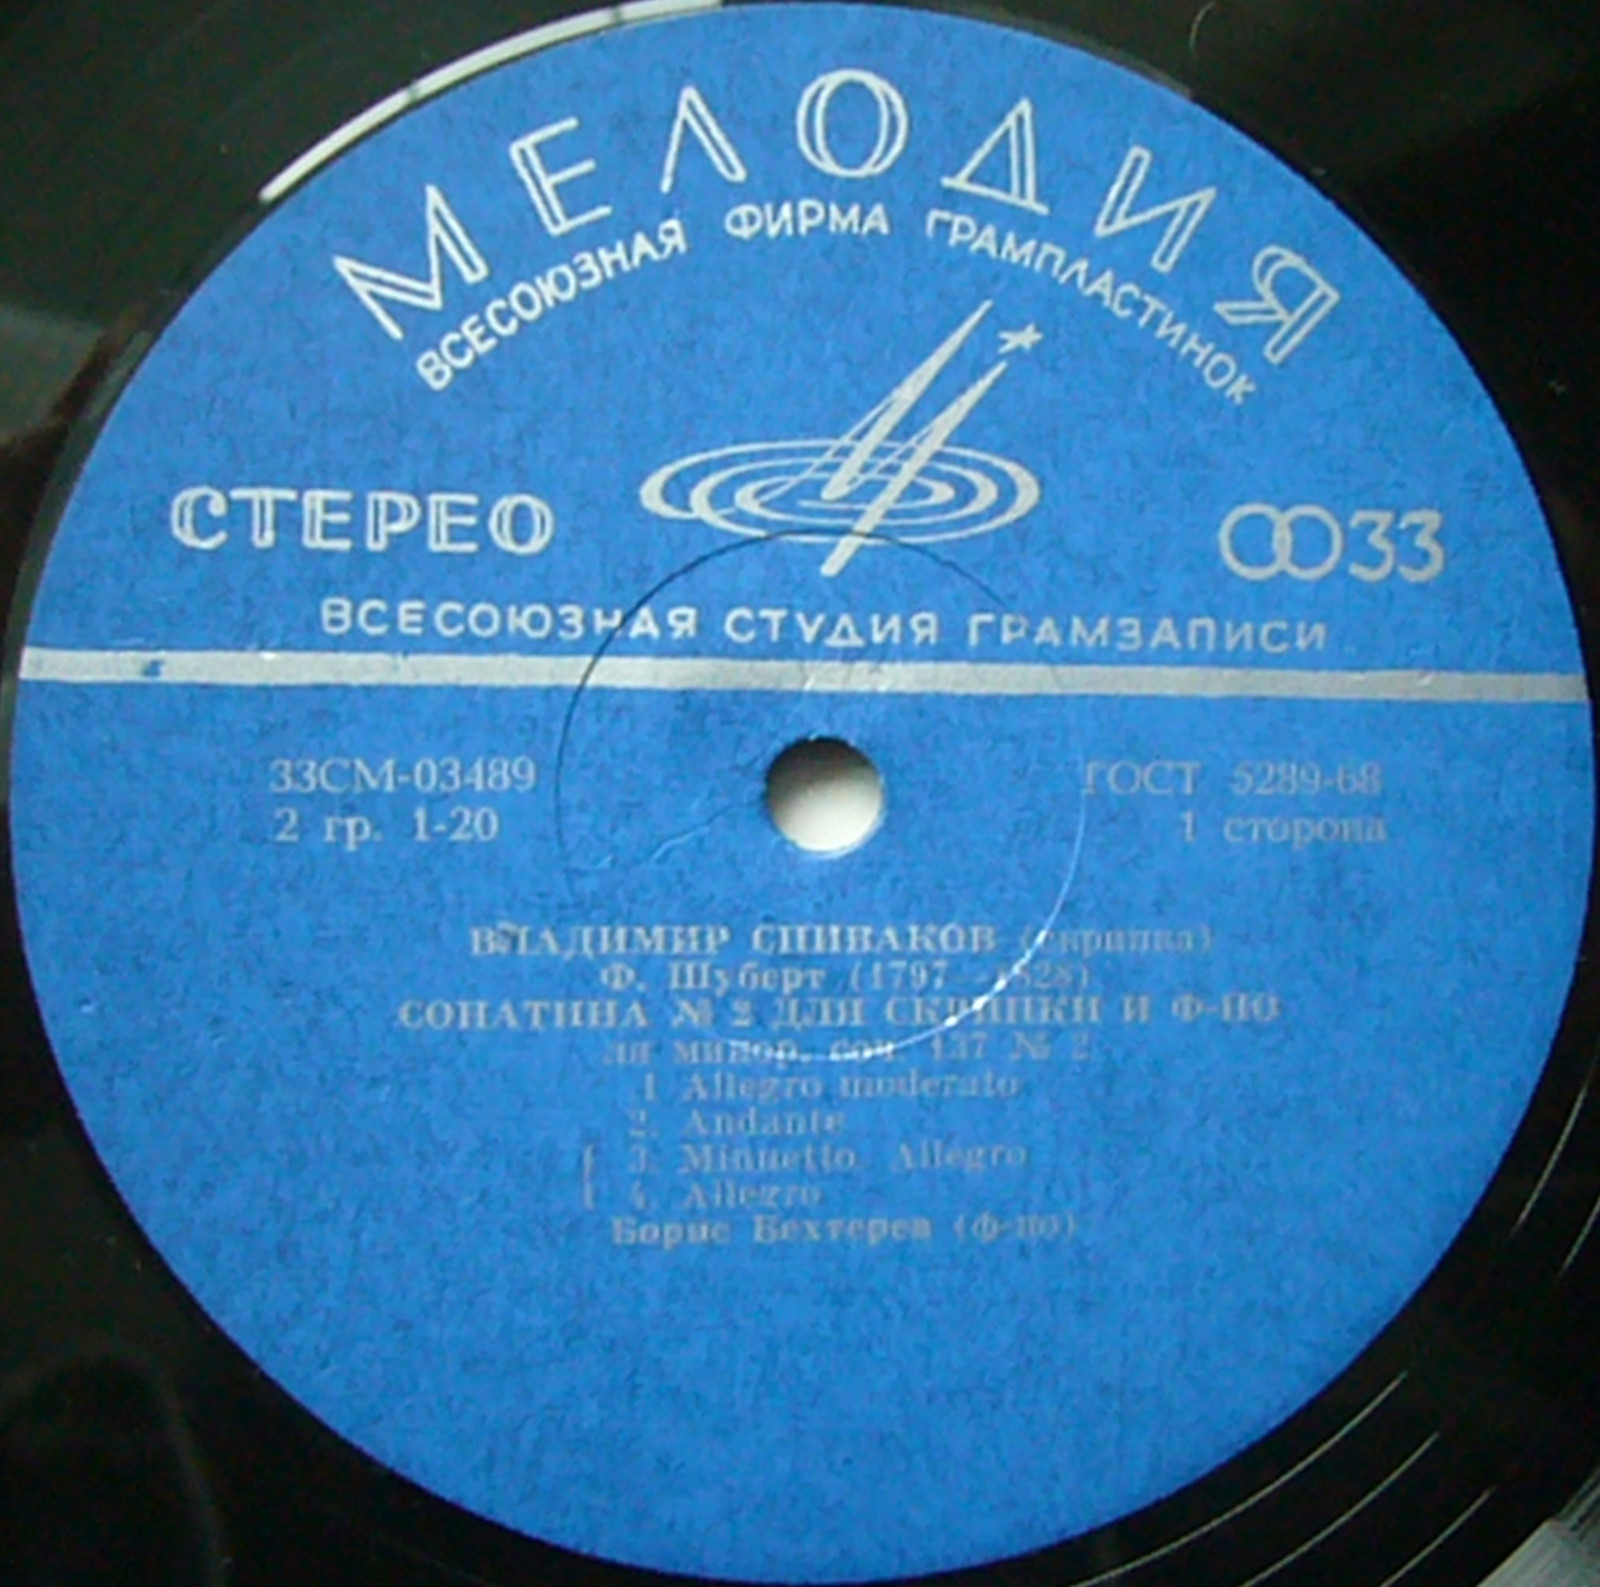 МЕЛОДИЯ
ВСЕСОЮЗНАЯ ФИРМА ГРАМПЛАСТИНОК
СТЕРЕО
33
ВСЕСОЮЗНАЯ СТУДИЯ ГРАМЗАПИСИ
33СМ-03489 ГОСТ 5289-68
2 гр. 1-20 1 сторона
ВЛАДИМИР СПИВАКОВ (скрипка)
Ф. Шуберт (1797—1828)
СОНАТИНА № 2 ДЛЯ СКРИПКИ И Ф-ПО
ля минор, соч. 137 № 2
1. Allegro moderato
2. Andante
3. Minuetto. Allegro
4. Allegro
Борис Бехтерев (ф-по)